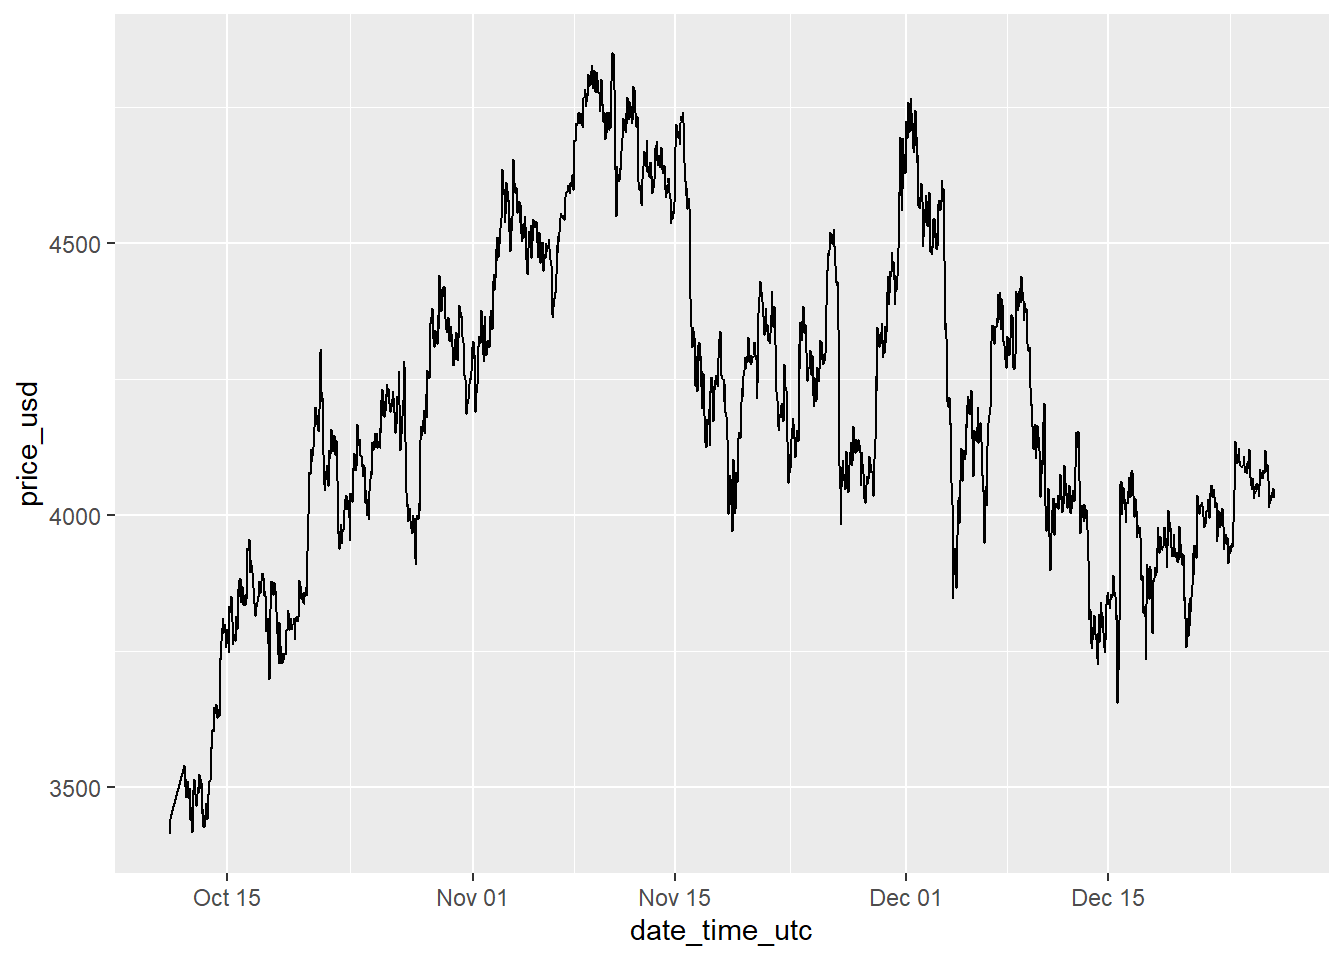 price_usd
4500
4000
3500
Oct 15
Nov 01
Nov 15
Dec 01
Dec 15
date_time_utc